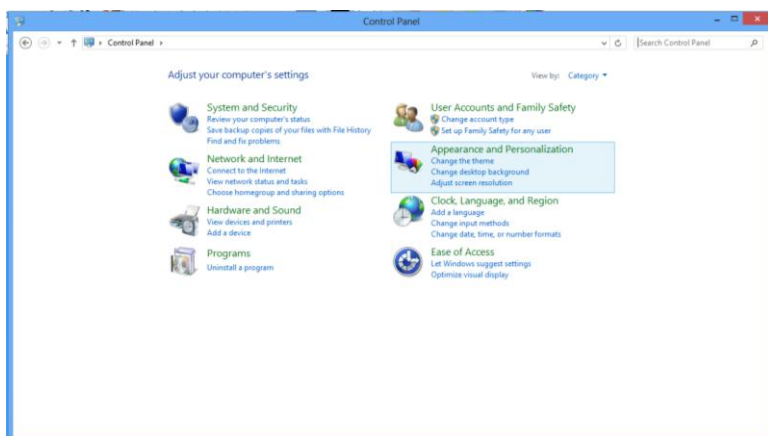 Control Panel
Control Panel
Search Control Panel
Adjust your computer's settings
View by: Category
System and Security
Review your computer's status
Save backup copies of your files with File History
Find and fix problems
Network and Internet
Connect to the Internet
View network status and tasks
Choose homegroup and sharing options
Hardware and Sound
View devices and printers
Add a device
Programs
Uninstall a program
User Accounts and Family Safety
Change account type
Set up Family Safety for any user
Appearance and Personalization
Change the theme
Change desktop background
Adjust screen resolution
Clock, Language, and Region
Add a language
Change input methods
Change date, time, or number formats
Ease of Access
Let Windows suggest settings
Optimize visual display